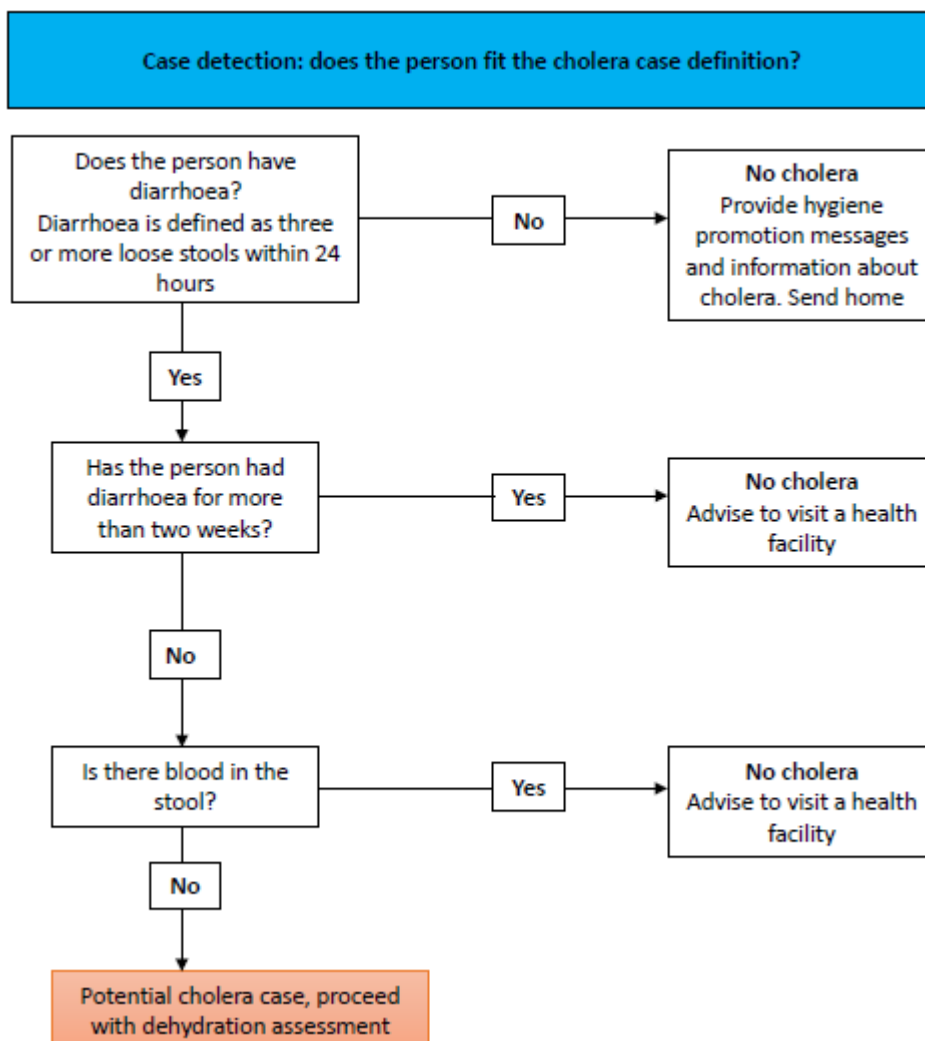 Case detection: does the person fit the cholera case definition?
Does the person have
diarrhoea?
Diarrhoea is defined as three
or more loose stools within 24
hours
No
No cholera
Provide hygiene
promotion messages
and information about
cholera. Send home
Yes
Has the person had
diarrhoea for more
than two weeks?
Yes
No cholera
Advise to visit a health
facility
No
Is there blood in the
stool?
Yes
No cholera
Advise to visit a health
facility
No
Potential cholera case, proceed
with dehydration assessment